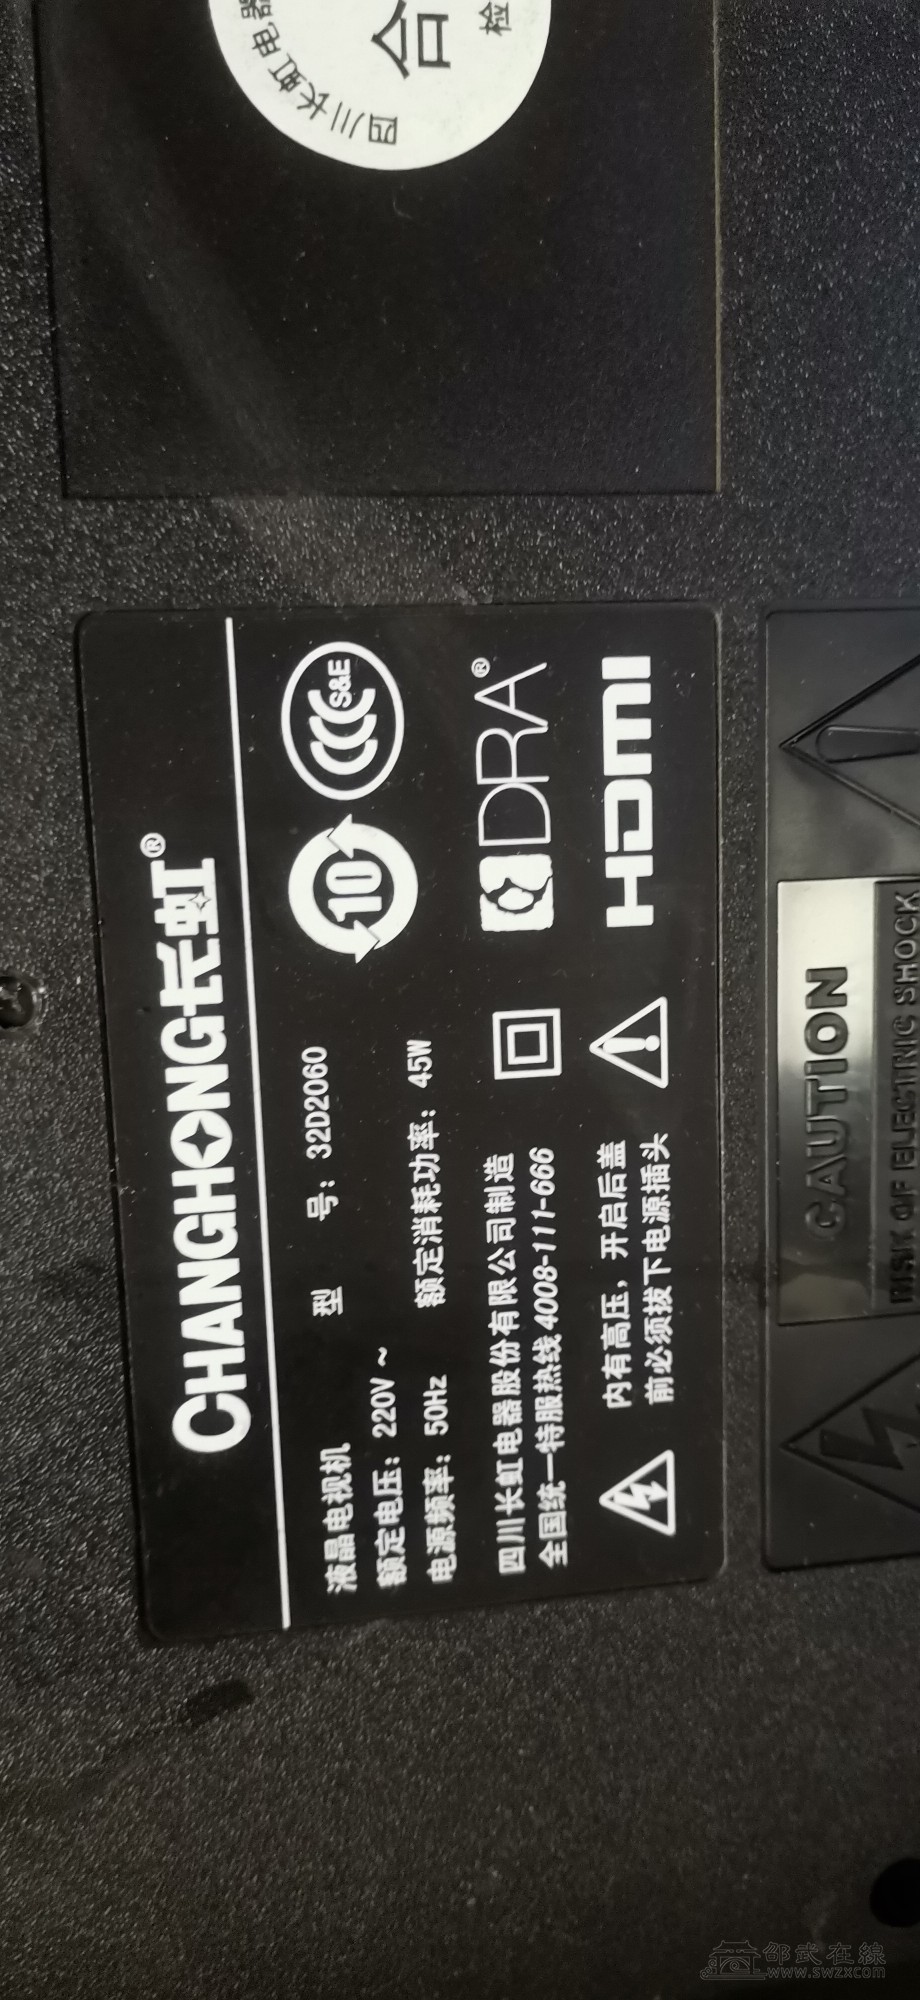 CHANGHONG长虹®
液晶电视机 型 号：32D2060
额定电压：220V～
电源频率：50Hz 额定消耗功率：45W
10
S&E
四川长虹电器股份有限公司制造
全国统一特服热线4008-111-666
DRA®
内有高压，开启后盖
前必须拔下电源插头
HDMI
四川长虹电器
合
检
CAUTION
RISK OF ELECTRIC SHOCK
邵武在線
www.swzx.com